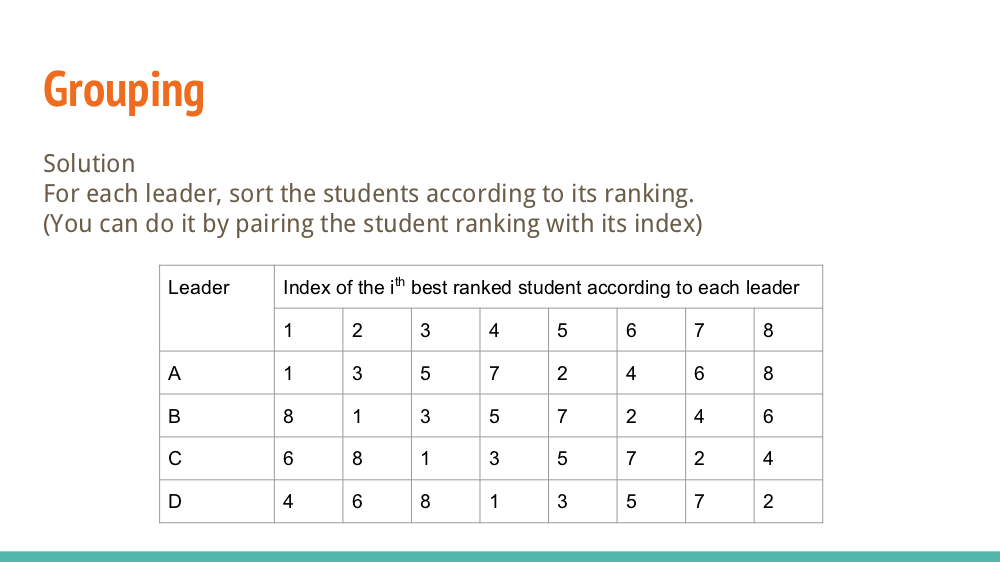 Grouping
Solution
For each leader, sort the students according to its ranking.
(You can do it by pairing the student ranking with its index)
Leader Index of the ith best ranked student according to each leader
1 2 3 4 5 6 7 8
A 1 3 5 7 2 4 6 8
B 8 1 3 5 7 2 4 6
C 6 8 1 3 5 7 2 4
D 4 6 8 1 3 5 7 2